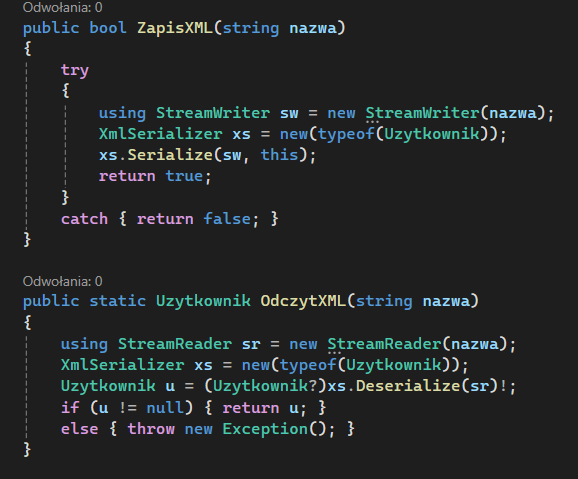 Odwołania: 0
public bool ZapisXML(string nazwa)
{
try
{
using StreamWriter sw = new StreamWriter(nazwa);
XmlSerializer xs = new(typeof(Uzytkownik));
xs.Serialize(sw, this);
return true;
}
catch { return false; }
}
Odwołania: 0
public static Uzytkownik OdczytXML(string nazwa)
{
using StreamReader sr = new StreamReader(nazwa);
XmlSerializer xs = new(typeof(Uzytkownik));
Uzytkownik u = (Uzytkownik?)xs.Deserialize(sr)!;
if (u != null) { return u; }
else { throw new Exception(); }
}